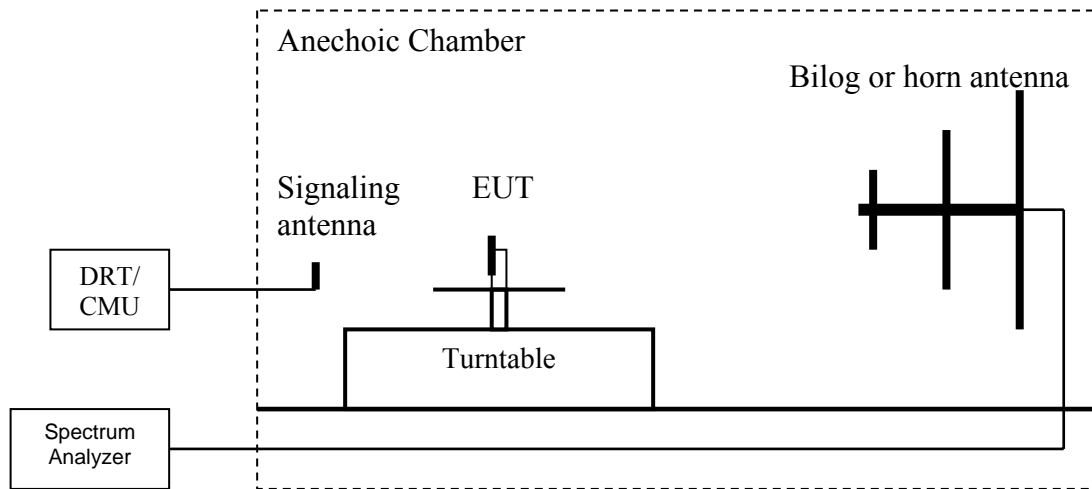 Anechoic Chamber
Bilog or horn antenna
Signaling
antenna
EUT
DRT/
CMU
Turntable
Spectrum
Analyzer